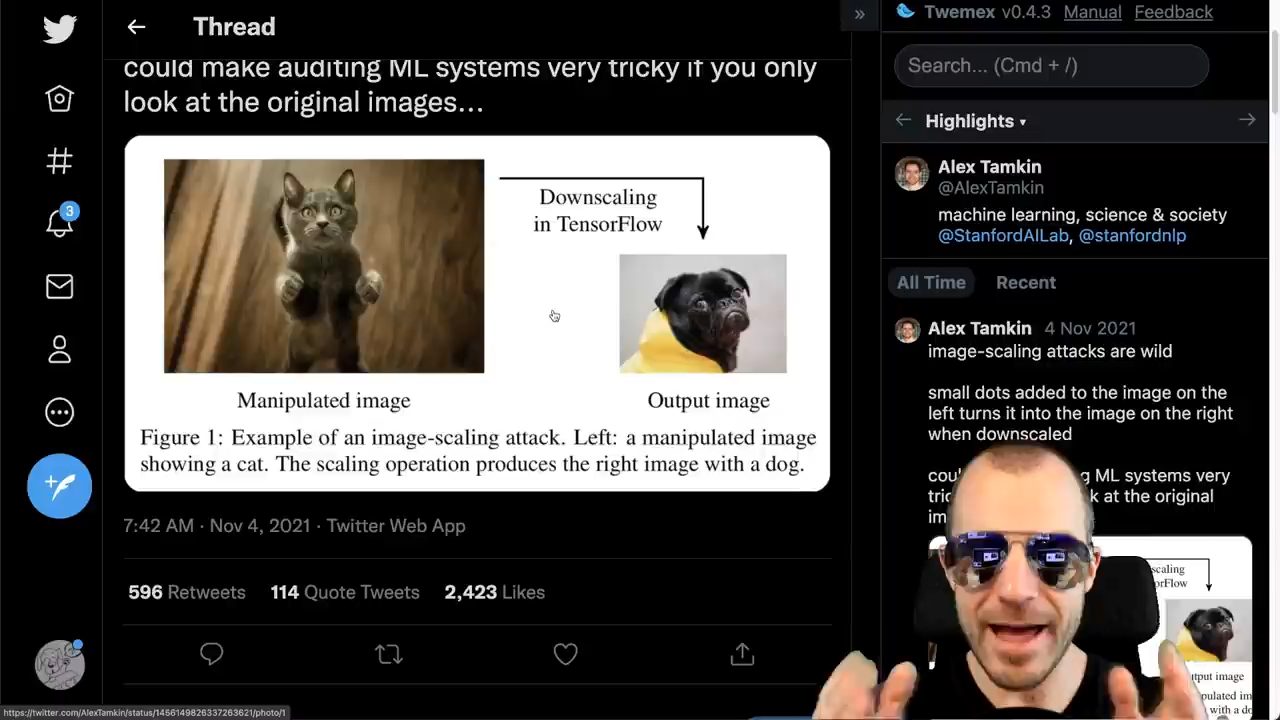 Thread
could make auditing ML systems very tricky if you only
look at the original images...
Downscaling
in TensorFlow
Manipulated image
Output image
Figure 1: Example of an image-scaling attack. Left: a manipulated image
showing a cat. The scaling operation produces the right image with a dog.
7:42 AM · Nov 4, 2021 · Twitter Web App
596 Retweets 114 Quote Tweets 2,423 Likes
3
https://twitter.com/AlexTamkin/status/1456149826337263621/photo/1
»
Twemex v0.4.3 Manual Feedback
Search... (Cmd + /)
Highlights
Alex Tamkin
@AlexTamkin
machine learning, science & society
@StanfordAILab, @stanfordnlp
All Time Recent
Alex Tamkin 4 Nov 2021
image-scaling attacks are wild
small dots added to the image on the
left turns it into the image on the right
when downscaled
ML systems very
look at the original